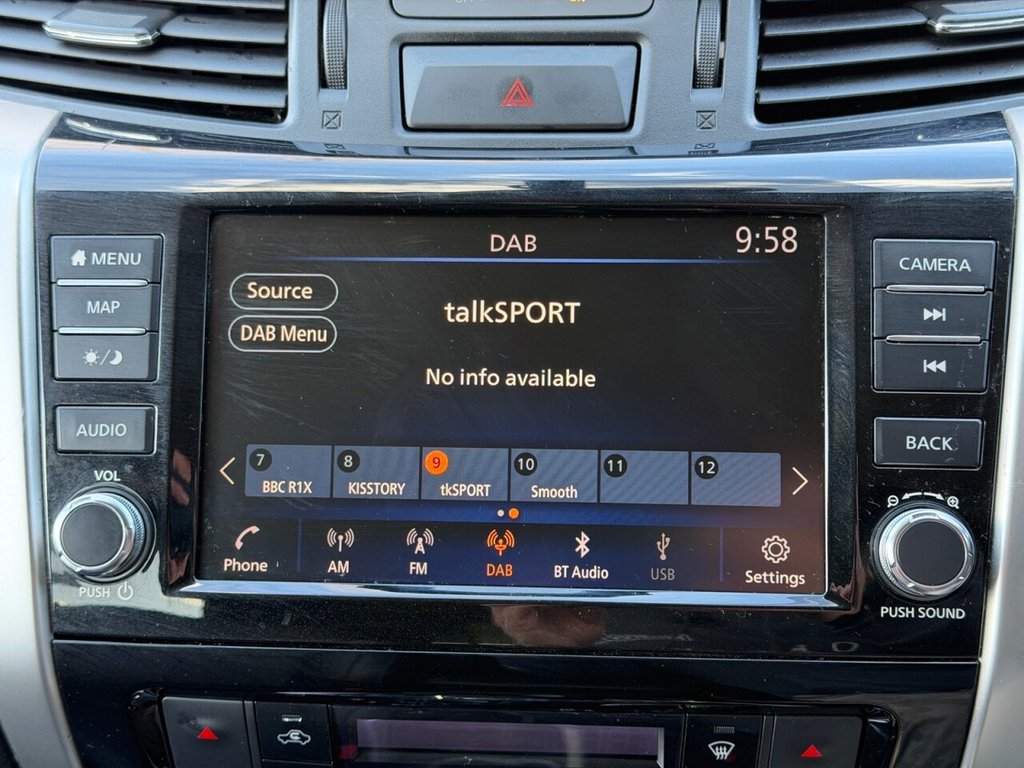 DAB
9:58
MENU
MAP
AUDIO
VOL
PUSH
Source
DAB Menu
talkSPORT
No info available
7
BBC R1X
8
KISSTORY
9
tkSPORT
10
Smooth
11
12
Phone
AM
FM
DAB
BT Audio
USB
Settings
CAMERA
BACK
PUSH SOUND